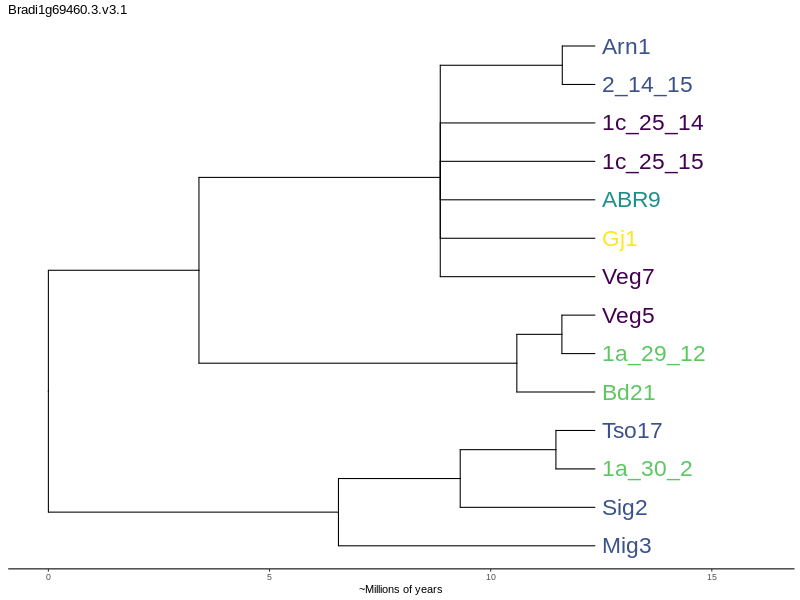 Bradi1g69460.3.v3.1
Arn1
2_14_15
1c_25_14
1c_25_15
ABR9
Gj1
Veg7
Veg5
1a_29_12
Bd21
Tso17
1a_30_2
Sig2
Mig3
0 5 10 15
~Millions of years